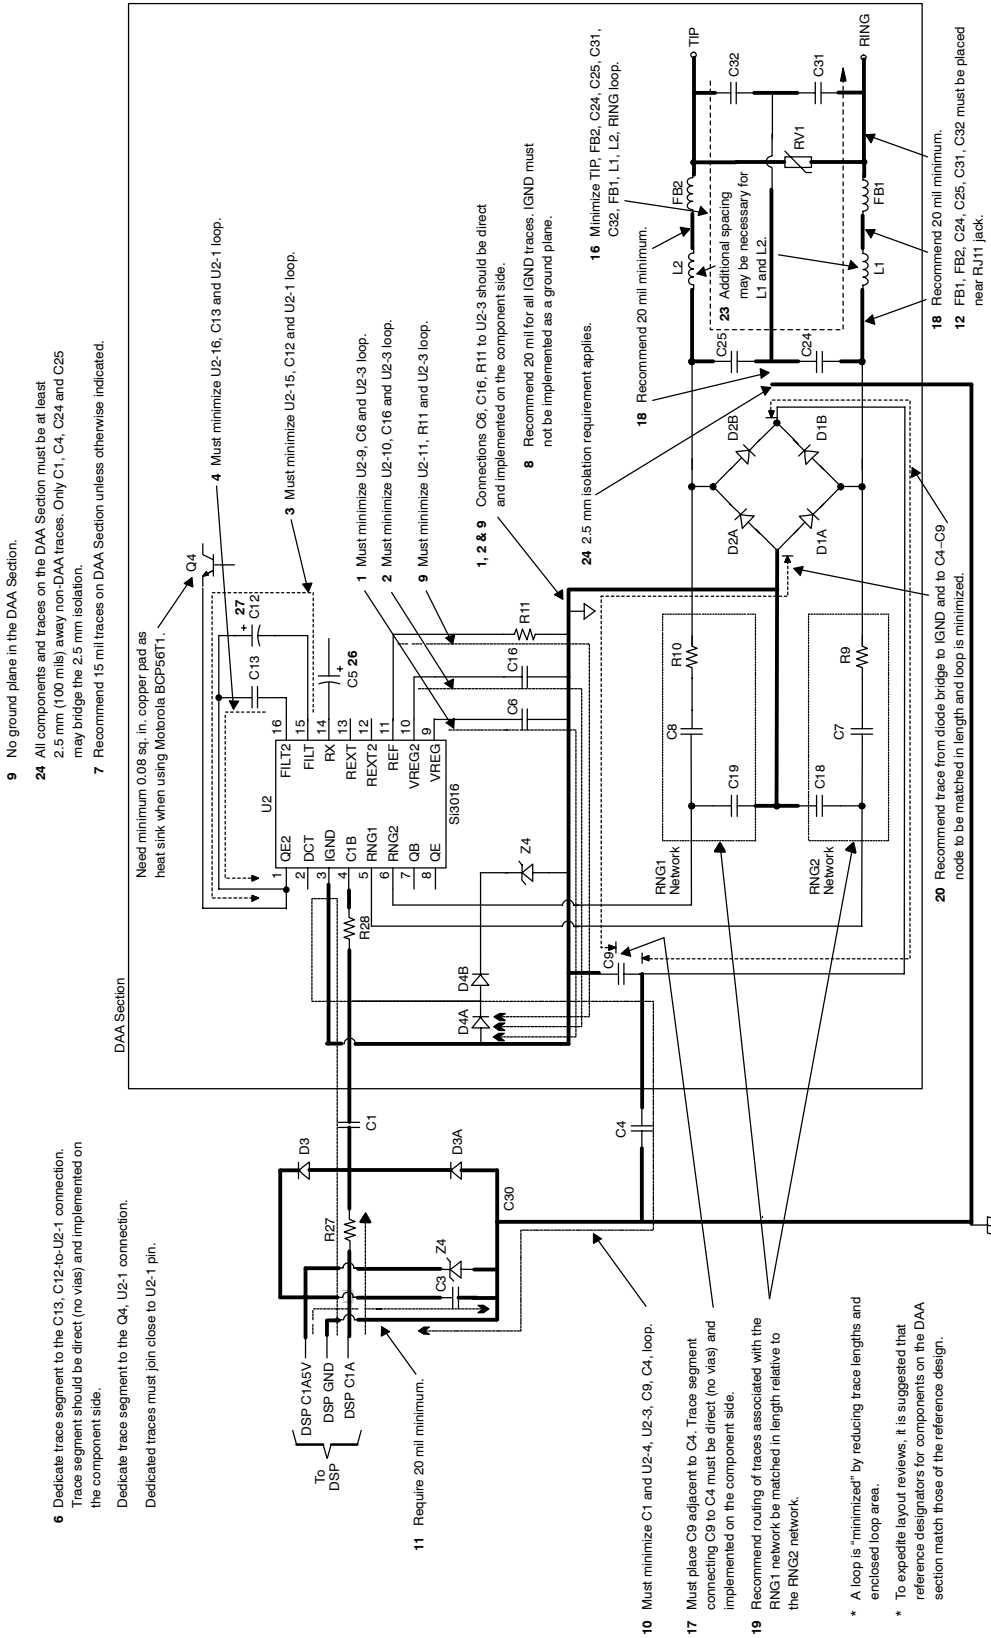 6 Dedicate trace segment to the C13, C12-to-U2-1 connection.
Trace segment should be direct (no vias) and implemented on
the component side.
Dedicate trace segment to the Q4, U2-1 connection.
Dedicated traces must join close to U2-1 pin.
9 No ground plane in the DAA Section.
24 All components and traces on the DAA Section must be at least
2.5 mm (100 mils) away non-DAA traces. Only C1, C4, C24 and C25
may bridge the 2.5 mm isolation.
7 Recommend 15 mil traces on DAA Section unless otherwise indicated.
DAA Section
Need minimum 0.08 sq. in. copper pad as
heat sink when using Motorola BCP56T1.
Q4
4 Must minimize U2-16, C13 and U2-1 loop.
3 Must minimize U2-15, C12 and U2-1 loop.
1 Must minimize U2-9, C6 and U2-3 loop.
2 Must minimize U2-10, C16 and U2-3 loop.
9 Must minimize U2-11, R11 and U2-3 loop.
1, 2 & 9 Connections C6, C16, R11 to U2-3 should be direct
and implemented on the component side.
8 Recommend 20 mil for all IGND traces. IGND must
not be implemented as a ground plane.
24 2.5 mm isolation requirement applies.
16 Minimize TIP, FB2, C24, C25, C31,
C32, FB1, L1, L2, RING loop.
18 Recommend 20 mil minimum.
23 Additional spacing
may be necessary for
L1 and L2.
18 Recommend 20 mil minimum.
12 FB1, FB2, C24, C25, C31, C32 must be placed
near RJ11 jack.
20 Recommend trace from diode bridge to IGND and to C4–C9
node to be matched in length and loop is minimized.
+ 27
C12
C13
+
C5 26
U2
Si3016
1 QE2
2 DCT
3 IGND
4 C1B
5 RNG1
6 RNG2
7 QB
8 QE
FILT2 16
FILT 15
RX 14
REXT 13
REXT2 12
REF 11
VREG2 10
VREG 9
R11
C16
C6
R28
D4B
D4A
Z4
C9
RNG1
Network
C19
C8
R10
RNG2
Network
C18
C7
R9
D2A
D2B
D1A
D1B
C25
C24
L2
L1
FB2
FB1
RV1
C32
C31
TIP
RING
To
DSP
DSP C1A5V
DSP GND
DSP C1A
D3
D3A
R27
Z4
C3
C1
C30
C4
11 Require 20 mil minimum.
10 Must minimize C1 and U2-4, U2-3, C9, C4, loop.
17 Must place C9 adjacent to C4. Trace segment
connecting C9 to C4 must be direct (no vias) and
implemented on the component side.
19 Recommend routing of traces associated with the
RNG1 network be matched in length relative to
the RNG2 network.
* A loop is “minimized” by reducing trace lengths and
enclosed loop area.
* To expedite layout reviews, it is suggested that
reference designators for components on the DAA
section match those of the reference design.